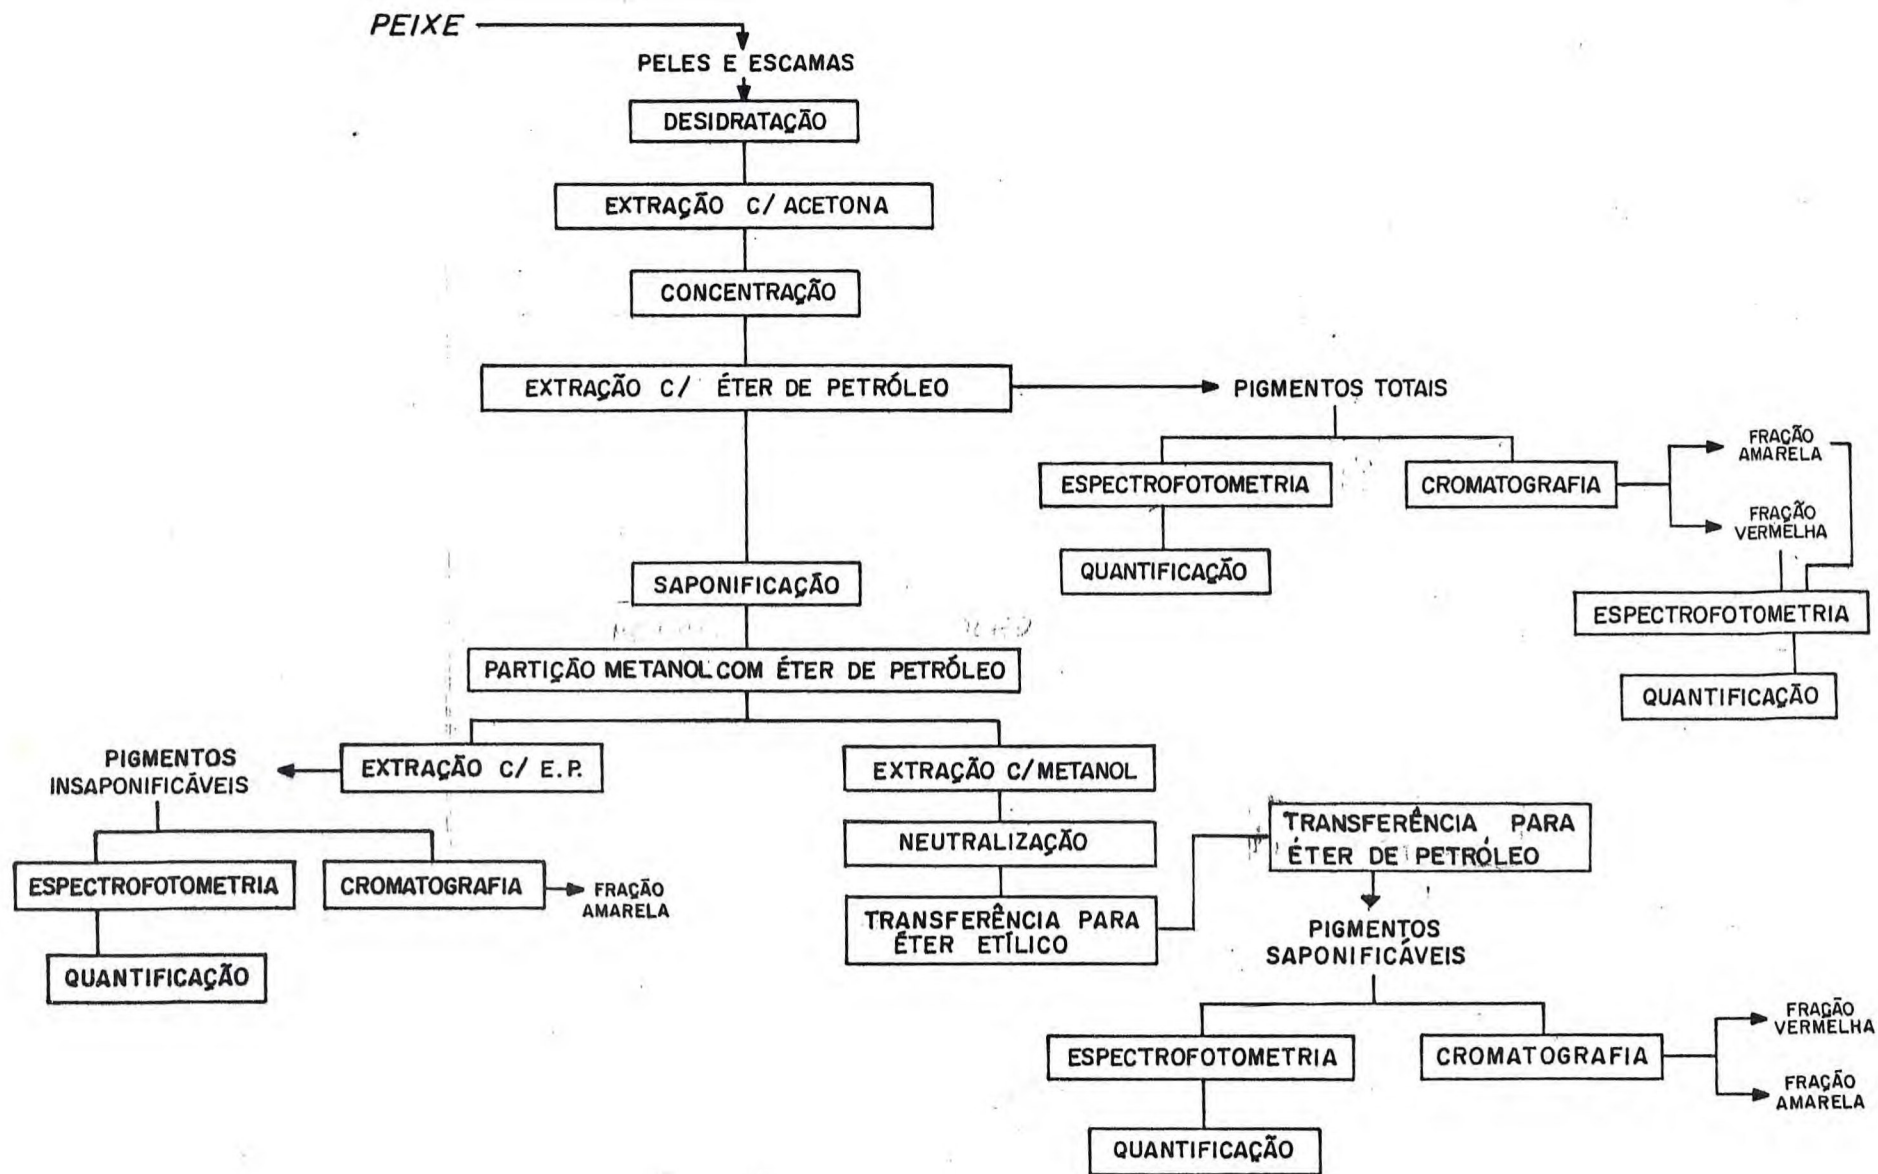 PEIXE
PELES E ESCAMAS
DESIDRATAÇÃO
EXTRAÇÃO C/ ACETONA
CONCENTRAÇÃO
EXTRAÇÃO C/ ÉTER DE PETRÓLEO
PIGMENTOS TOTAIS
ESPECTROFOTOMETRIA
CROMATOGRAFIA
FRAÇÃO
AMARELA
FRAÇÃO
VERMELHA
QUANTIFICAÇÃO
ESPECTROFOTOMETRIA
QUANTIFICAÇÃO
SAPONIFICAÇÃO
PARTIÇÃO METANOL COM ÉTER DE PETRÓLEO
EXTRAÇÃO C/ E.P.
PIGMENTOS
INSAPONIFICÁVEIS
ESPECTROFOTOMETRIA
CROMATOGRAFIA
FRAÇÃO
AMARELA
QUANTIFICAÇÃO
EXTRAÇÃO C/METANOL
NEUTRALIZAÇÃO
TRANSFERÊNCIA PARA
ÉTER ETÍLICO
TRANSFERÊNCIA PARA
ÉTER DE PETRÓLEO
PIGMENTOS
SAPONIFICÁVEIS
ESPECTROFOTOMETRIA
CROMATOGRAFIA
FRAÇÃO
VERMELHA
FRAÇÃO
AMARELA
QUANTIFICAÇÃO